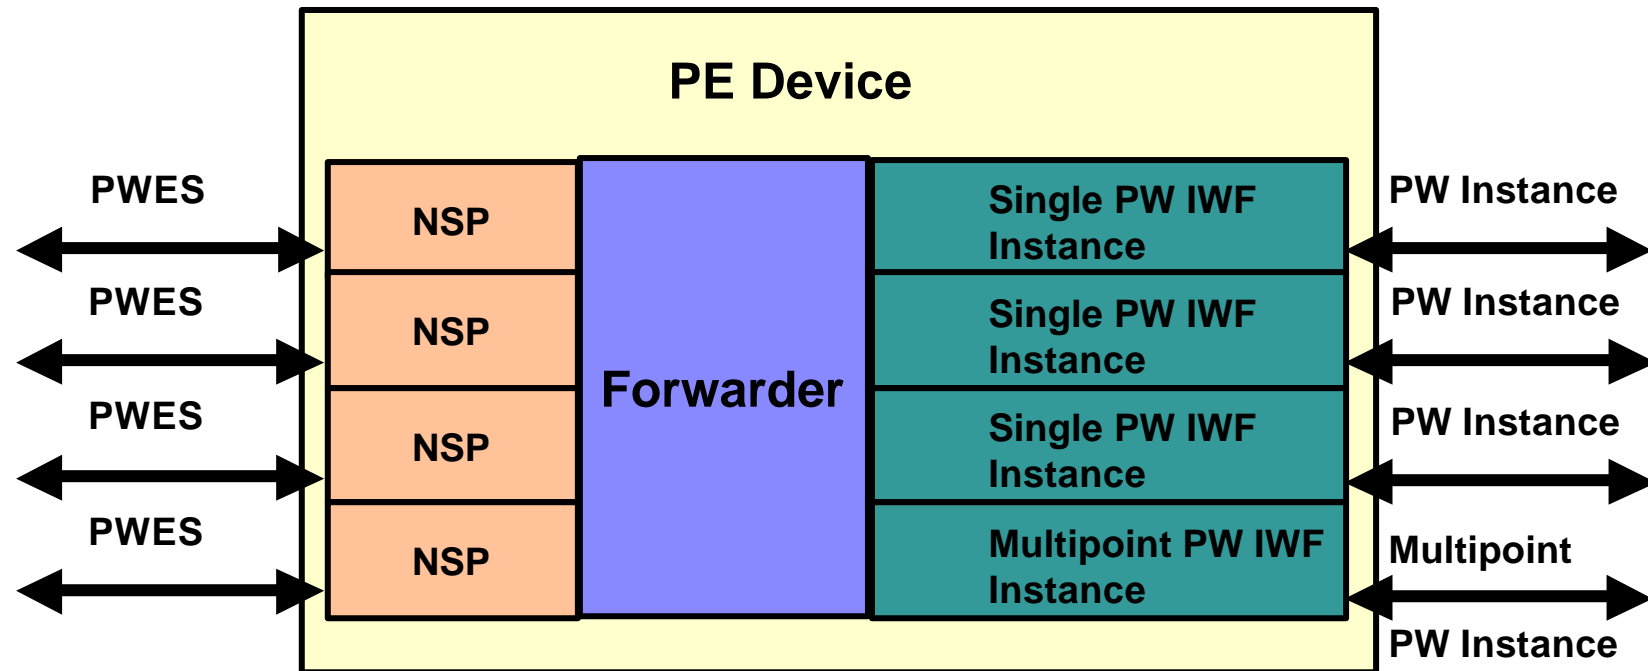 PE Device
PWES
NSP
Single PW IWF
Instance
PW Instance
PWES
NSP
Single PW IWF
Instance
PW Instance
Forwarder
PWES
NSP
Single PW IWF
Instance
PW Instance
PWES
NSP
Multipoint PW IWF
Instance
Multipoint
PW Instance